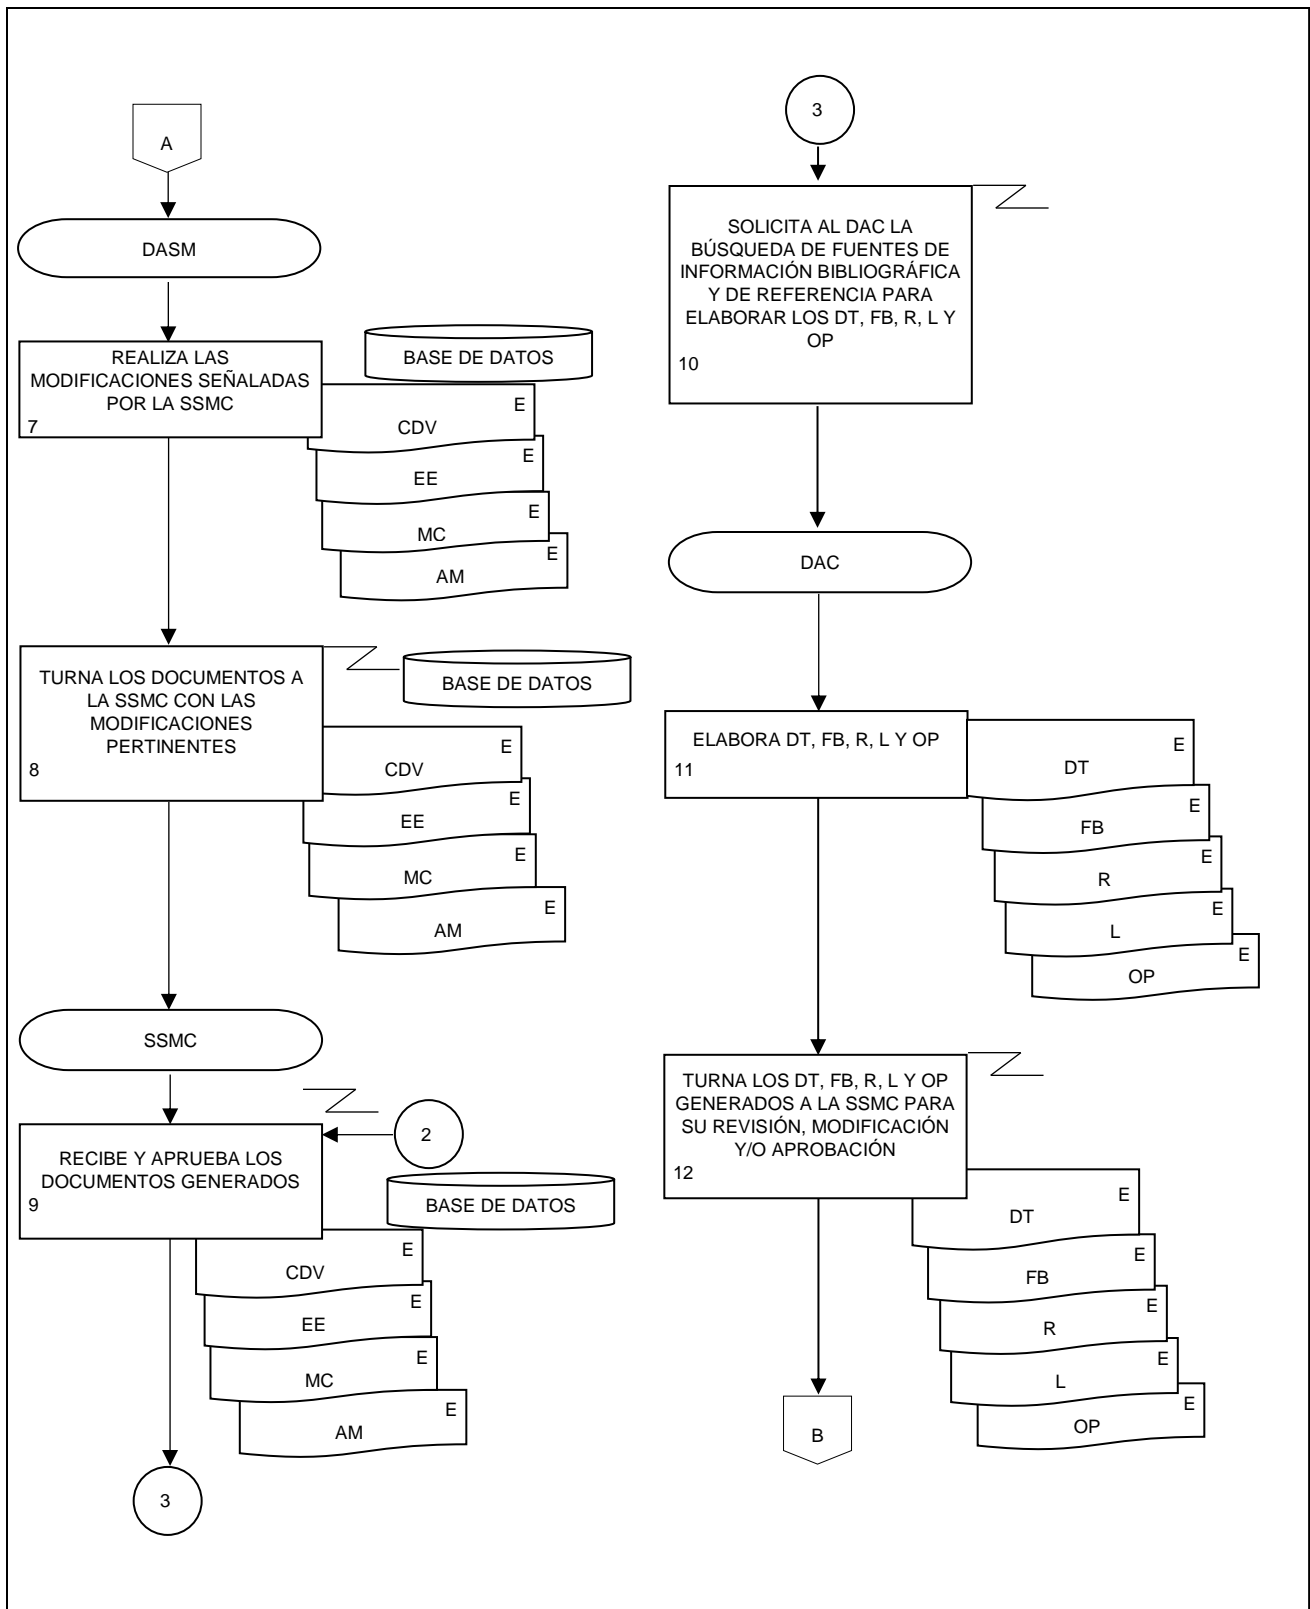 A
DASM
REALIZA LAS
MODIFICACIONES SEÑALADAS
POR LA SSMC
7
BASE DE DATOS
E
CDV
E
EE
E
MC
E
AM
TURNA LOS DOCUMENTOS A
LA SSMC CON LAS
MODIFICACIONES
PERTINENTES
8
BASE DE DATOS
E
CDV
E
EE
E
MC
E
AM
SSMC
2
RECIBE Y APRUEBA LOS
DOCUMENTOS GENERADOS
9
BASE DE DATOS
E
CDV
E
EE
E
MC
E
AM
3
3
SOLICITA AL DAC LA
BÚSQUEDA DE FUENTES DE
INFORMACIÓN BIBLIOGRÁFICA
Y DE REFERENCIA PARA
ELABORAR LOS DT, FB, R, L Y
OP
10
DAC
ELABORA DT, FB, R, L Y OP
11
E
DT
E
FB
E
R
E
L
E
OP
TURNA LOS DT, FB, R, L Y OP
GENERADOS A LA SSMC PARA
SU REVISIÓN, MODIFICACIÓN
Y/O APROBACIÓN
12
E
DT
E
FB
E
R
E
L
E
OP
B